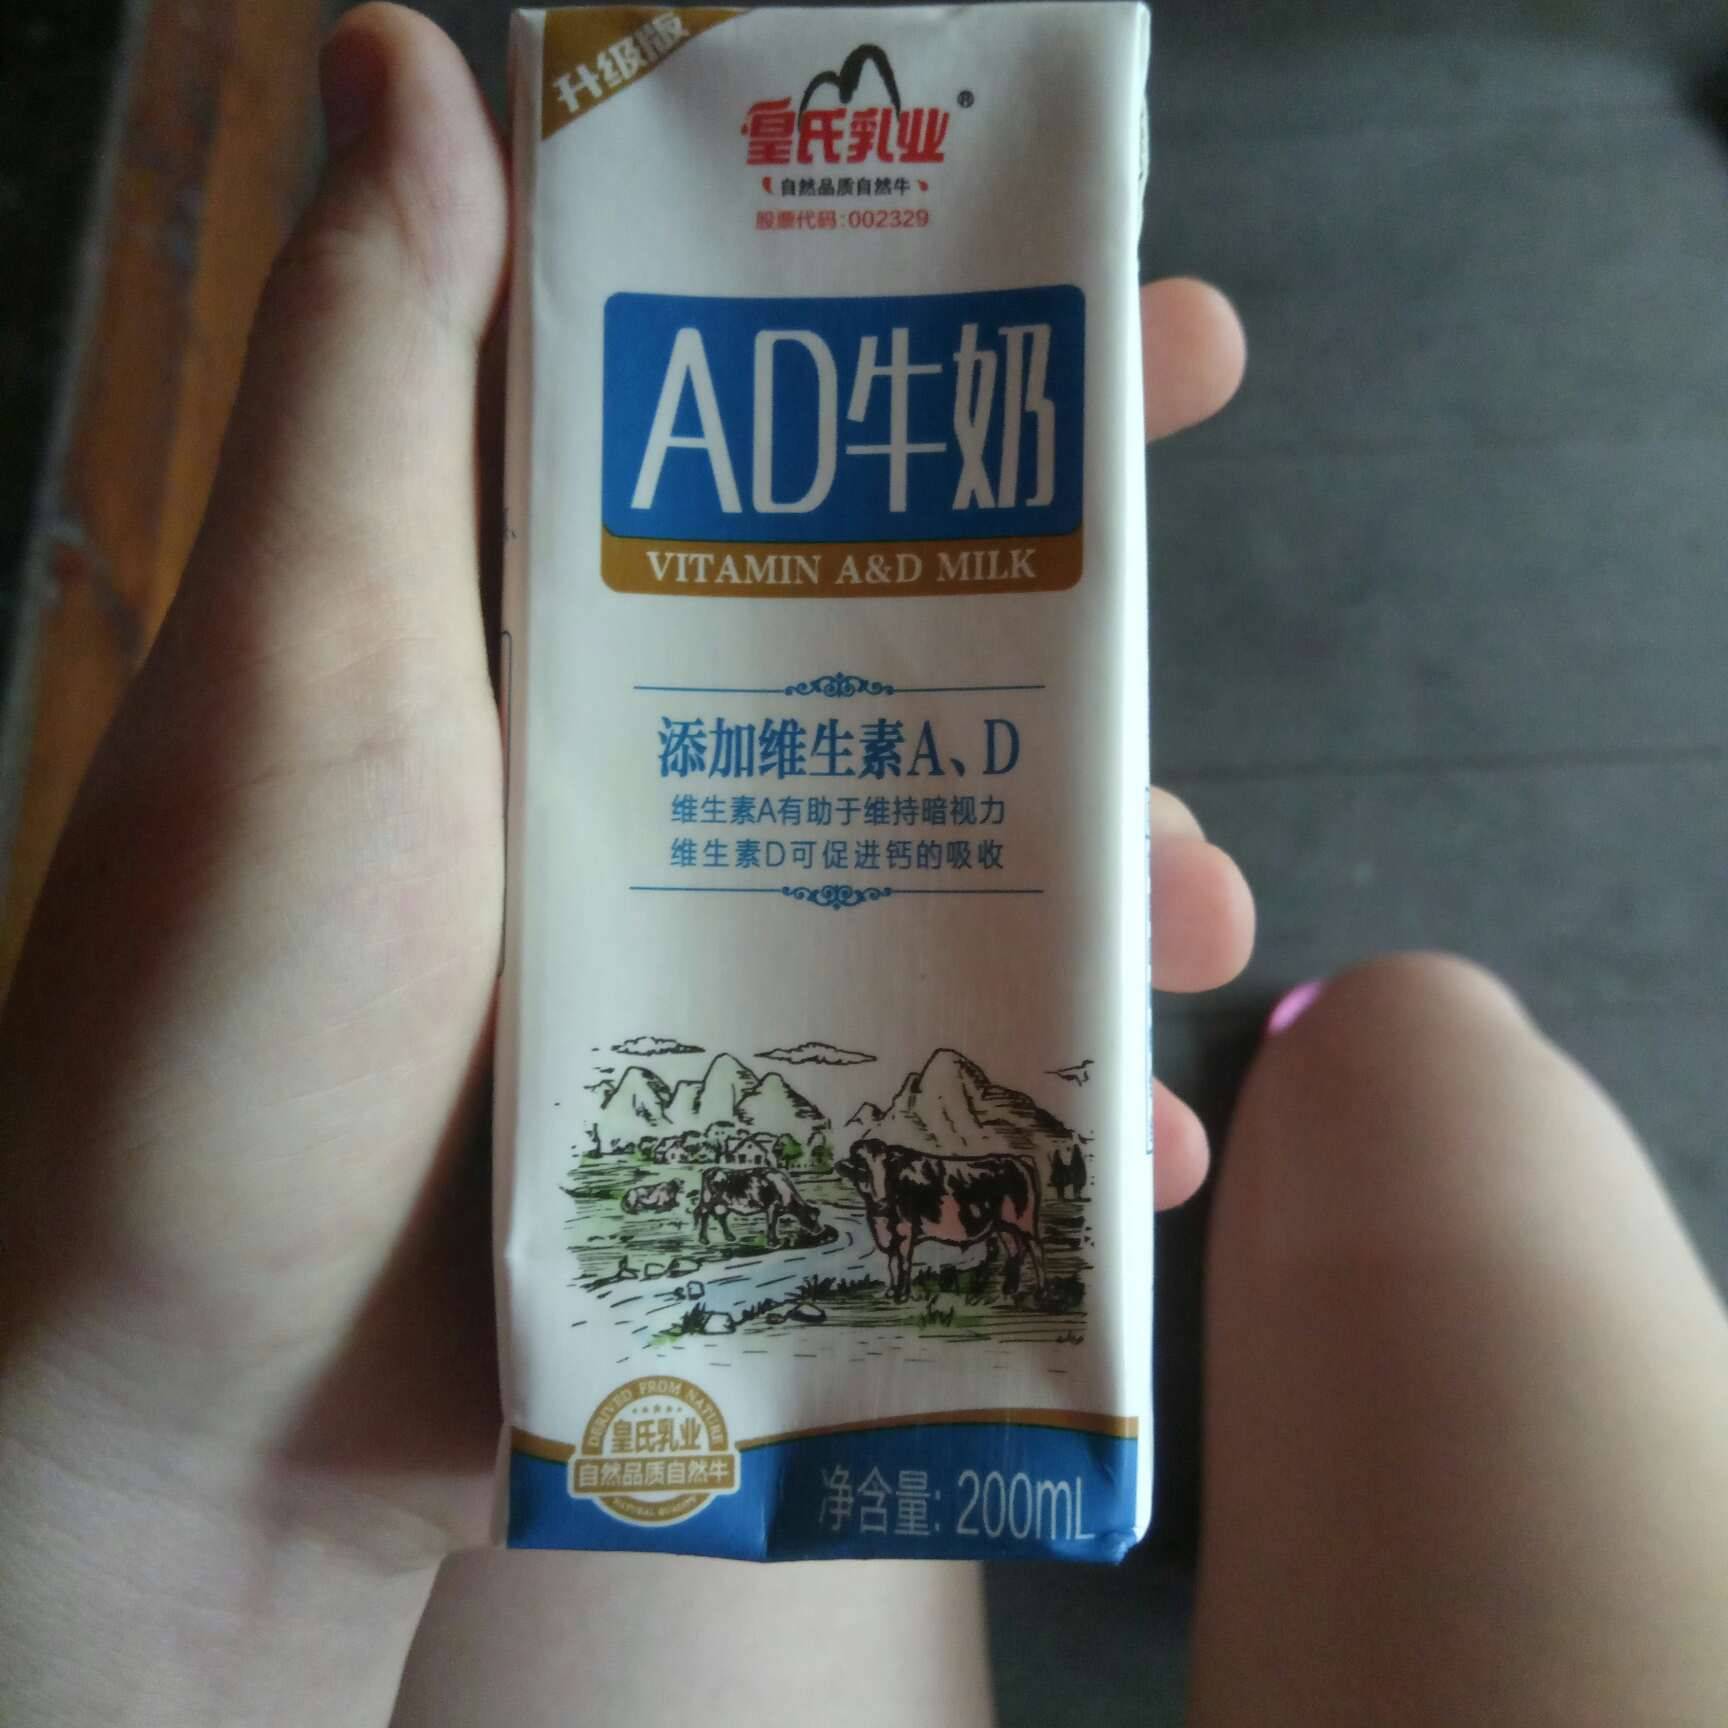 升级版
皇氏乳业®
自然品质自然牛
股票代码:002329
AD牛奶
VITAMIN A&D MILK
添加维生素A、D
维生素A有助于维持暗视力
维生素D可促进钙的吸收
DERIVED FROM NATURE
皇氏乳业
自然品质自然牛
NATURAL QUALITY
净含量: 200mL